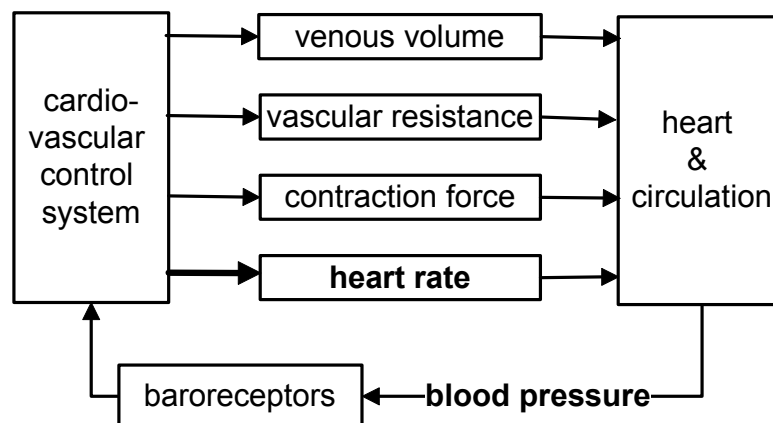 cardio-
vascular
control
system
venous volume
vascular resistance
contraction force
heart rate
heart
&
circulation
baroreceptors
blood pressure